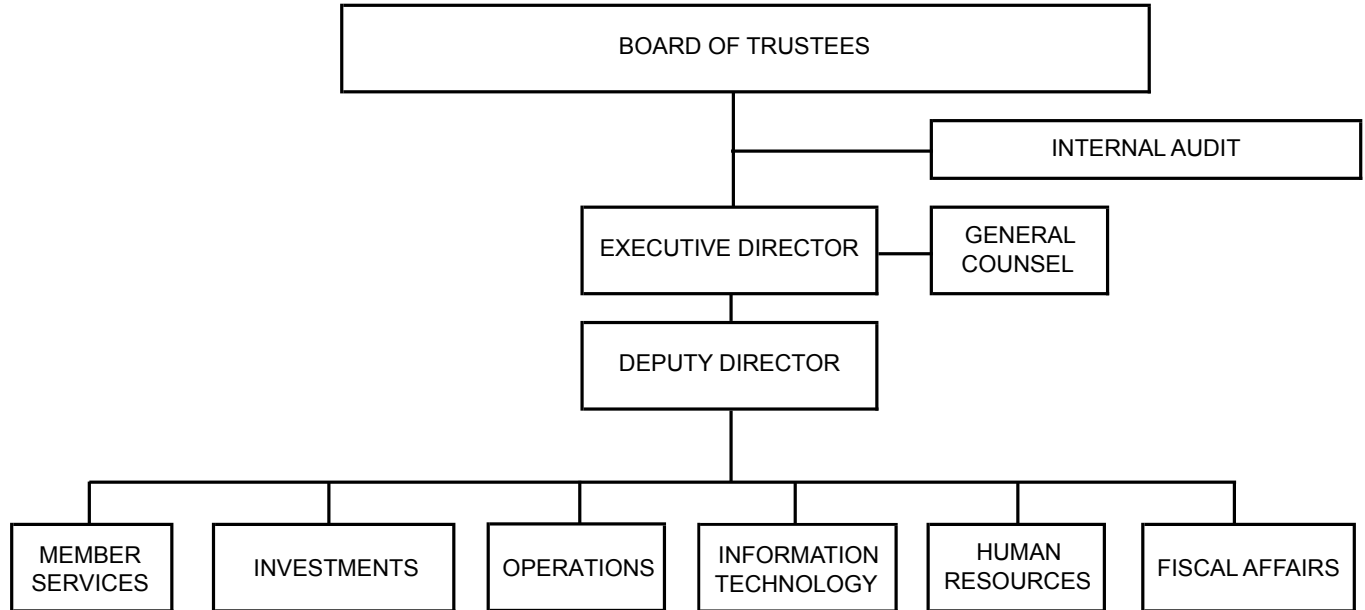 BOARD OF TRUSTEES
INTERNAL AUDIT
EXECUTIVE DIRECTOR
GENERAL
COUNSEL
DEPUTY DIRECTOR
MEMBER
SERVICES
INVESTMENTS
OPERATIONS
INFORMATION
TECHNOLOGY
HUMAN
RESOURCES
FISCAL AFFAIRS